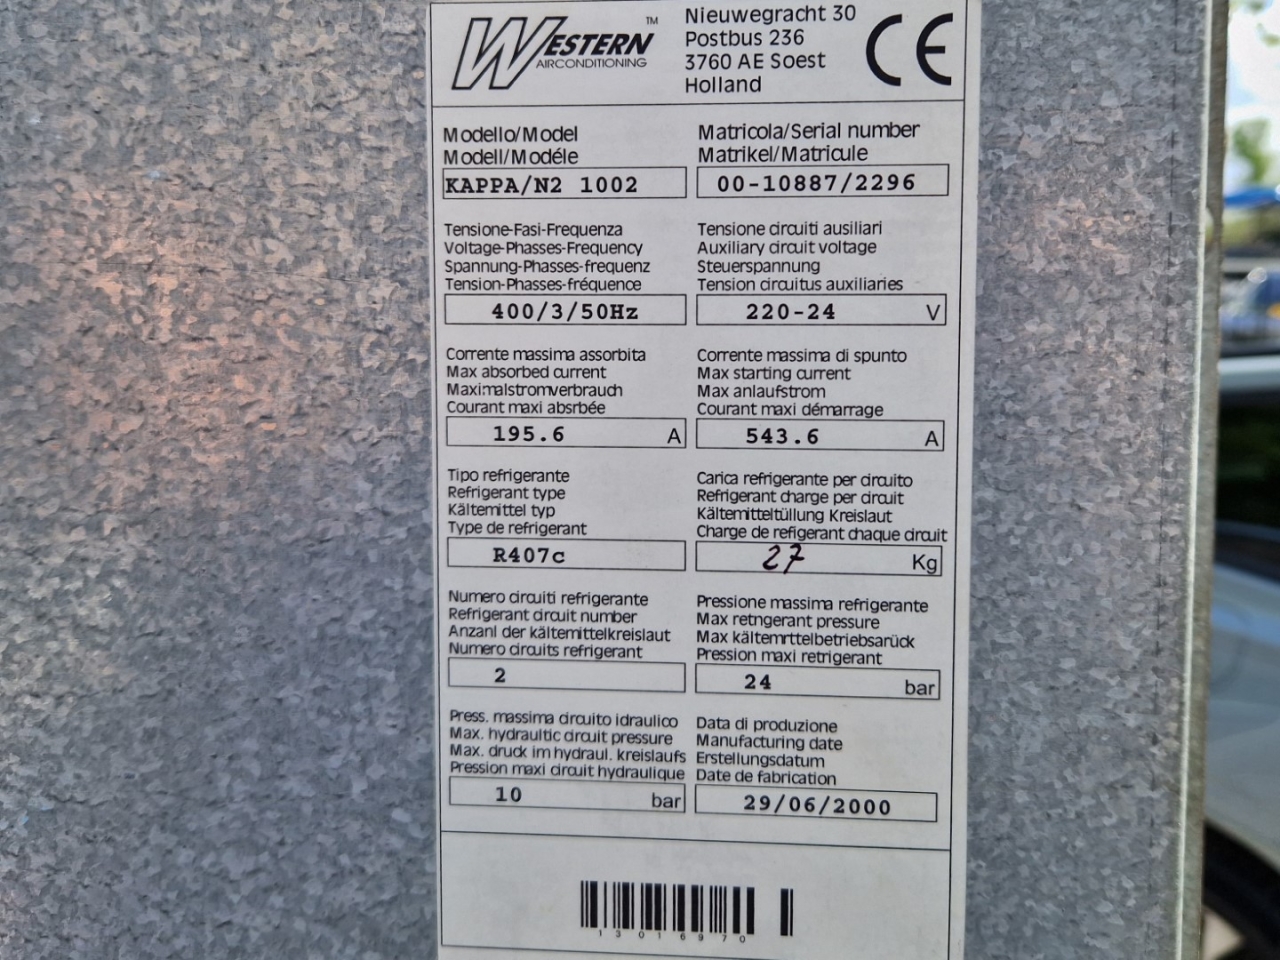 WESTERN™
AIRCONDITIONING
Nieuwegracht 30
Postbus 236
3760 AE Soest
Holland
CE
Modello/Model
Modell/Modéle
KAPPA/N2 1002
Matricola/Serial number
Matrikel/Matricule
00-10887/2296
Tensione-Fasi-Frequenza
Voltage-Phasses-Frequency
Spannung-Phasses-frequenz
Tension-Phasses-fréquence
400/3/50Hz
Tensione circuiti ausiliari
Auxiliary circuit voltage
Steuerspannung
Tension circuitus auxiliaries
220-24 V
Corrente massima assorbita
Max absorbed current
Maximalstromverbrauch
Courant maxi absrbée
195.6 A
Corrente massima di spunto
Max starting current
Max anlaufstrom
Courant maxi démarrage
543.6 A
Tipo refrigerante
Refrigerant type
Kältemittel typ
Type de refrigerant
R407c
Carica refrigerante per circuito
Refrigerant charge per circuit
Kältemitteltüllung Kreislaut
Charge de refigerant chaque circuit
27 Kg
Numero circuiti refrigerante
Refrigerant circuit number
Anzanl der kältemittelkreislaut
Numero circuits refrigerant
2
Pressione massima refrigerante
Max retngerant pressure
Max kältemrttelbetriebsarück
Pression maxi retrigerant
24 bar
Press. massima circuito idraulico
Max. hydraultic circuit pressure
Max. druck im hydraul. kreislaufs
Pression maxi circuit hydraulique
10 bar
Data di produzione
Manufacturing date
Erstellungsdatum
Date de fabrication
29/06/2000
13016970